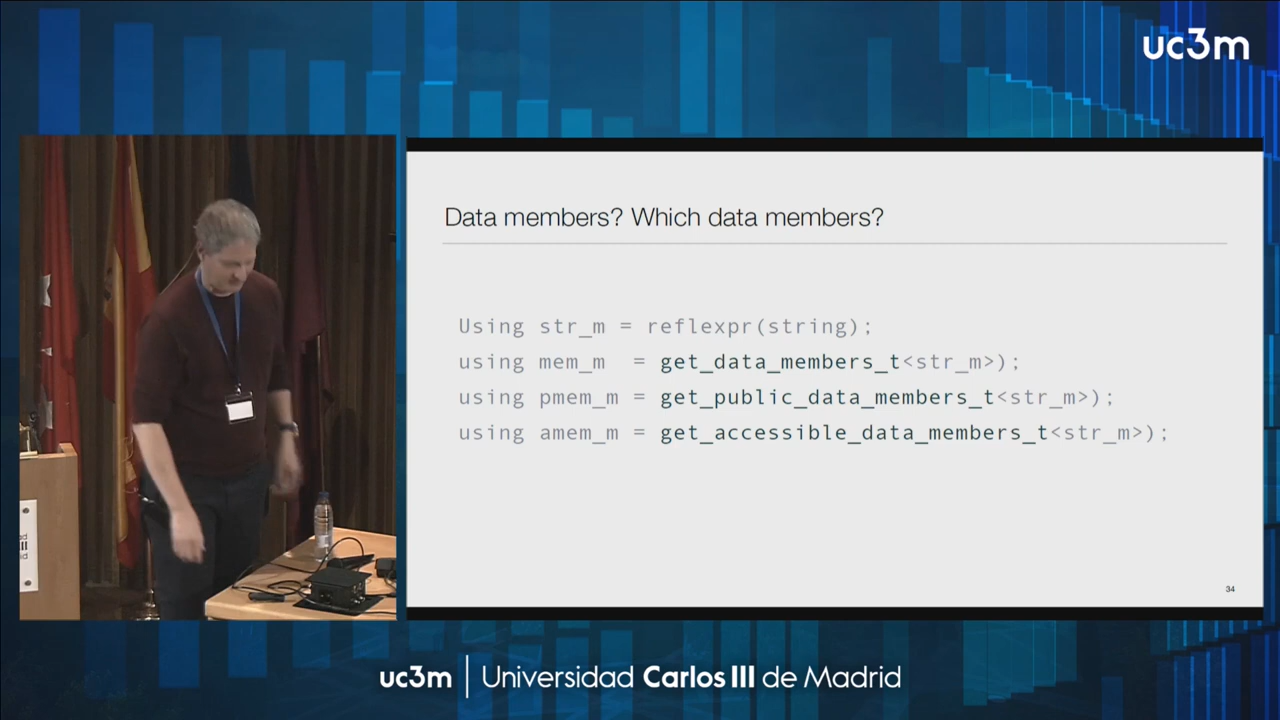 uc3m
Data members? Which data members?
Using str_m = reflexpr(string);
using mem_m  = get_data_members_t<str_m>);
using pmem_m = get_public_data_members_t<str_m>);
using amem_m = get_accessible_data_members_t<str_m>);
34
uc3m | Universidad Carlos III de Madrid